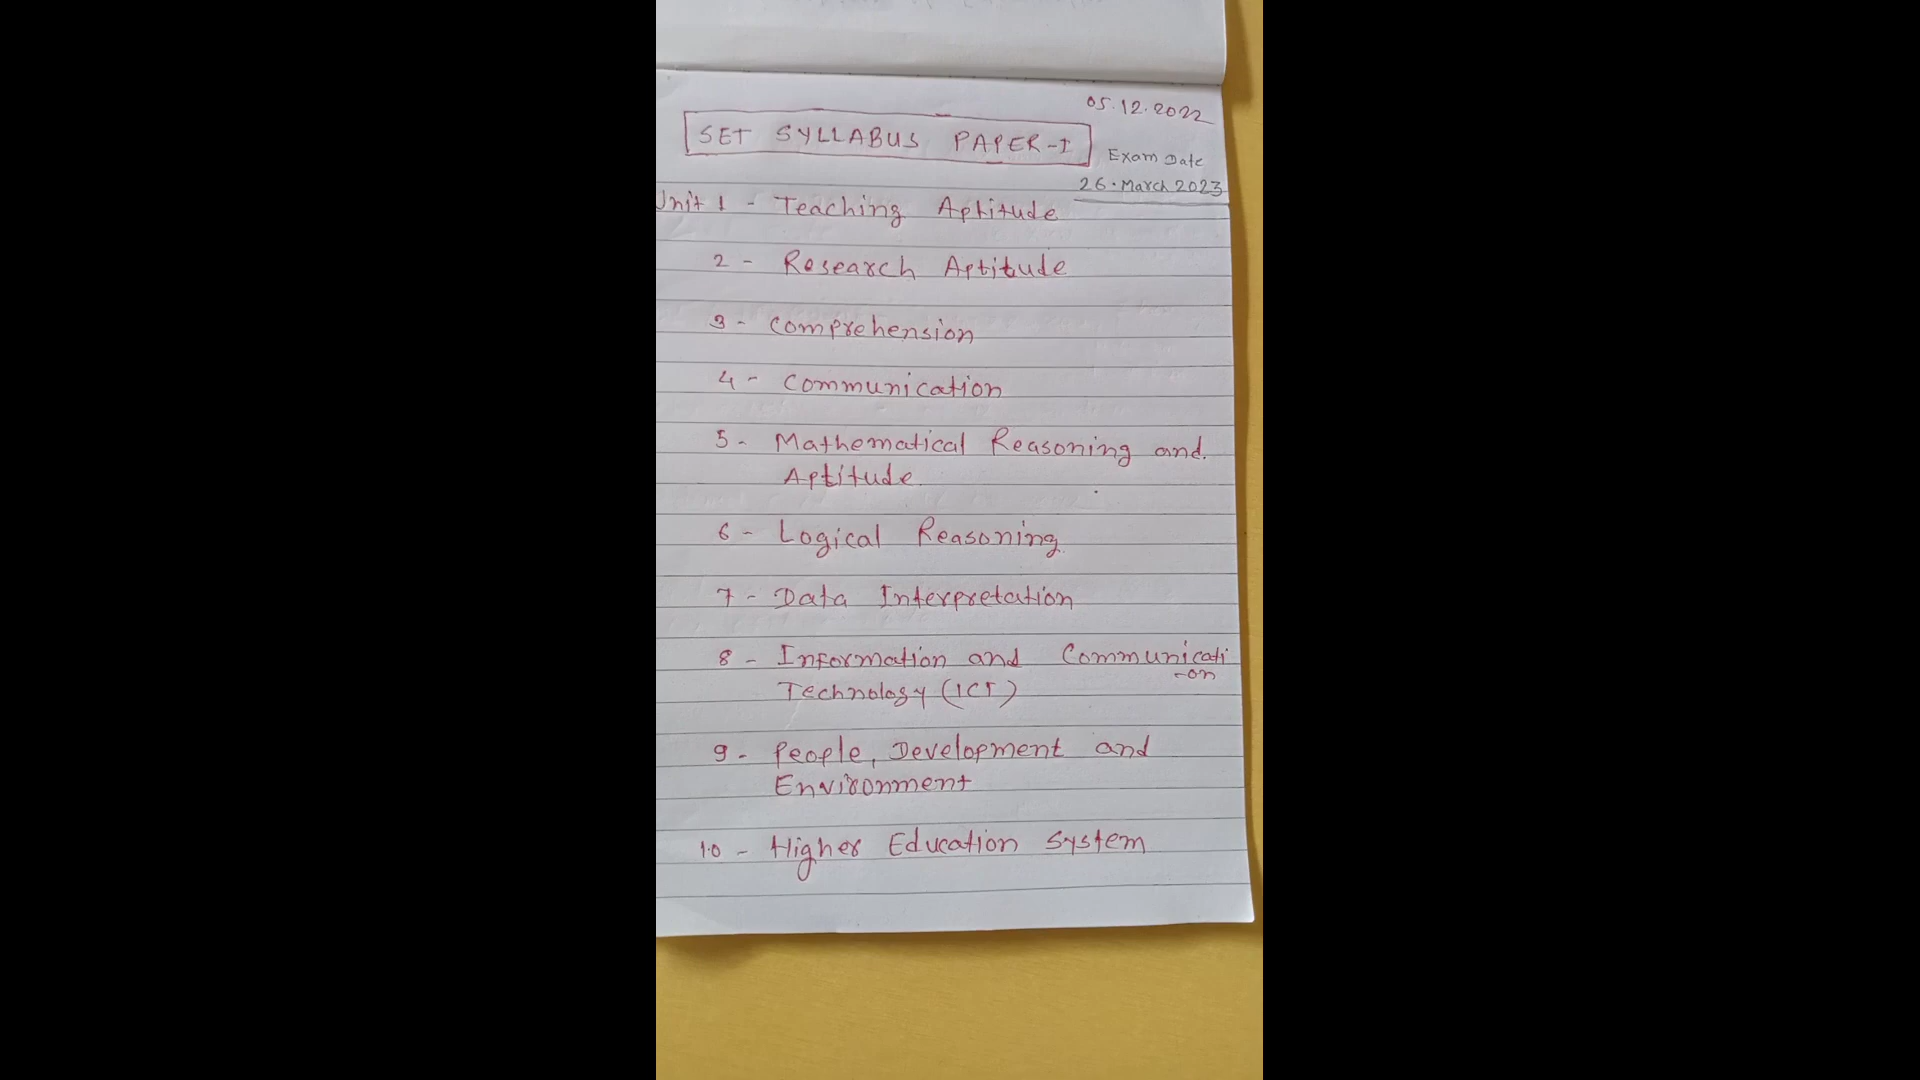 05.12.2022
SET SYLLABUS PAPER-I
Exam Date
26. March 2023
Unit 1 - Teaching Aptitude
2 - Research Aptitude
3 - Comprehension
4 - Communication
5 - Mathematical Reasoning and
Aptitude
6 - Logical Reasoning
7 - Data Interpretation
8 - Information and Communicati
-on
Technology (ICT)
9 - People, Development and
Environment
10 - Higher Education System